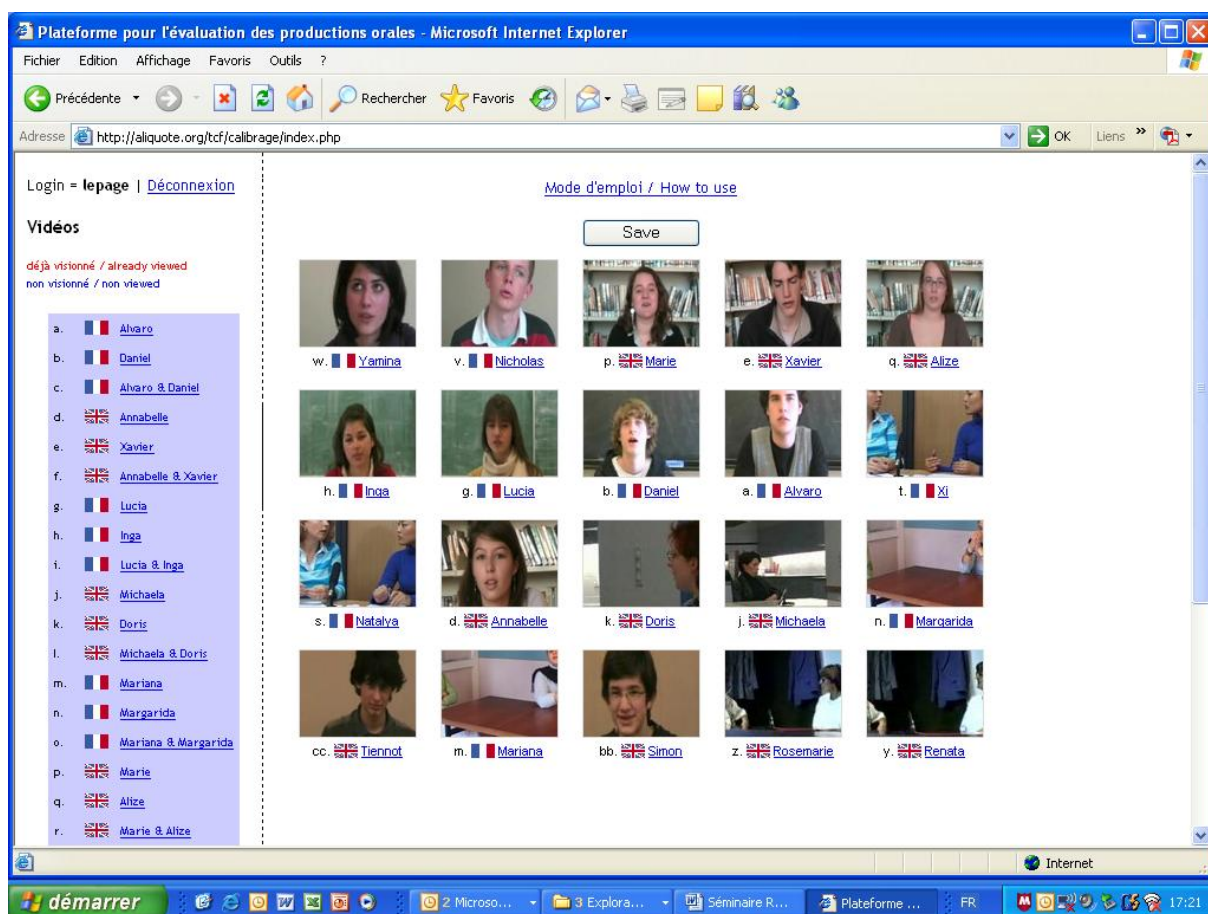 Plateforme pour l'évaluation des productions orales - Microsoft Internet Explorer
Fichier Edition Affichage Favoris Outils ?
Précédente Rechercher Favoris
Adresse http://aliquote.org/tcf/calibrage/index.php OK Liens »
Login = lepage | Déconnexion
Vidéos
déjà visionné / already viewed
non visionné / non viewed
a. Alvaro
b. Daniel
c. Alvaro & Daniel
d. Annabelle
e. Xavier
f. Annabelle & Xavier
g. Lucia
h. Inga
i. Lucia & Inga
j. Michaela
k. Doris
l. Michaela & Doris
m. Mariana
n. Margarida
o. Mariana & Margarida
p. Marie
q. Alize
r. Marie & Alize
Mode d'emploi / How to use
Save
w. Yamina v. Nicholas p. Marie e. Xavier q. Alize
h. Inga g. Lucia b. Daniel a. Alvaro t. Xi
s. Natalya d. Annabelle k. Doris j. Michaela n. Margarida
cc. Tiennot m. Mariana bb. Simon z. Rosemarie y. Renata
Internet
démarrer 2 Microso... 3 Explora... Séminaire R... Plateforme ... FR 17:21